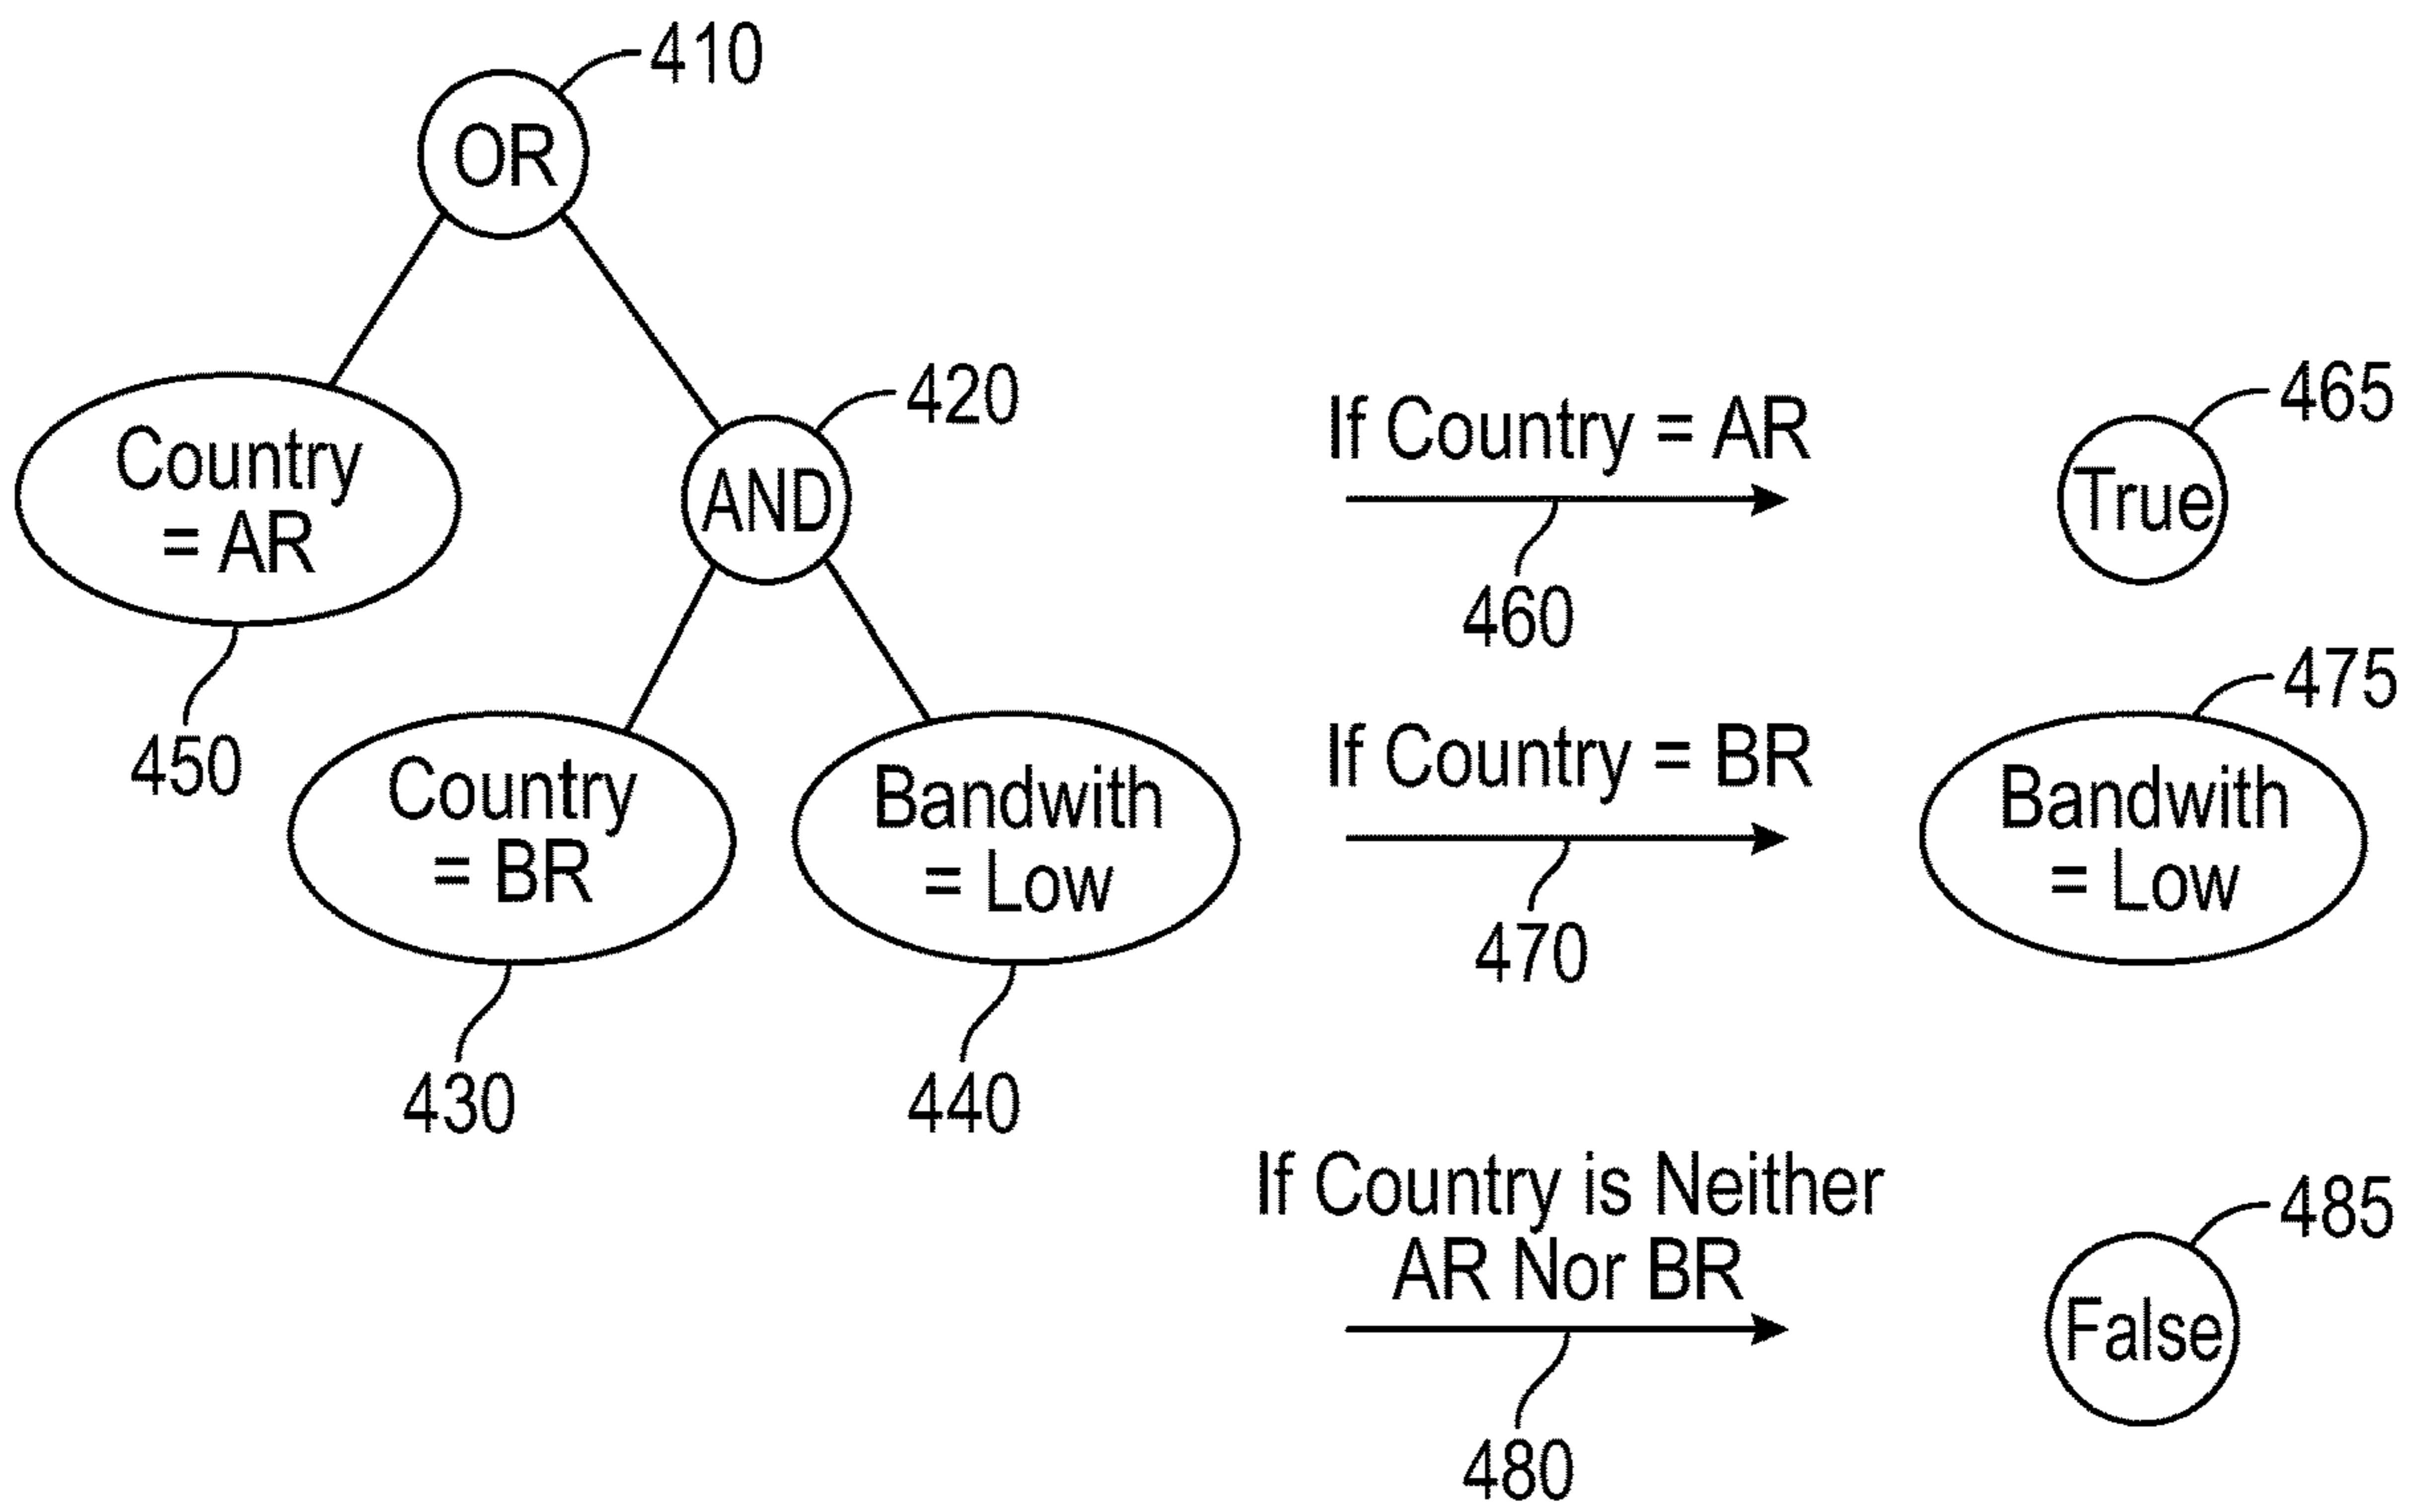 410
OR
420
Country
= AR
AND
450
Country
= BR
Bandwith
= Low
430
440
If Country = AR
460
465
True
If Country = BR
470
475
Bandwith
= Low
If Country is Neither
AR Nor BR
480
485
False